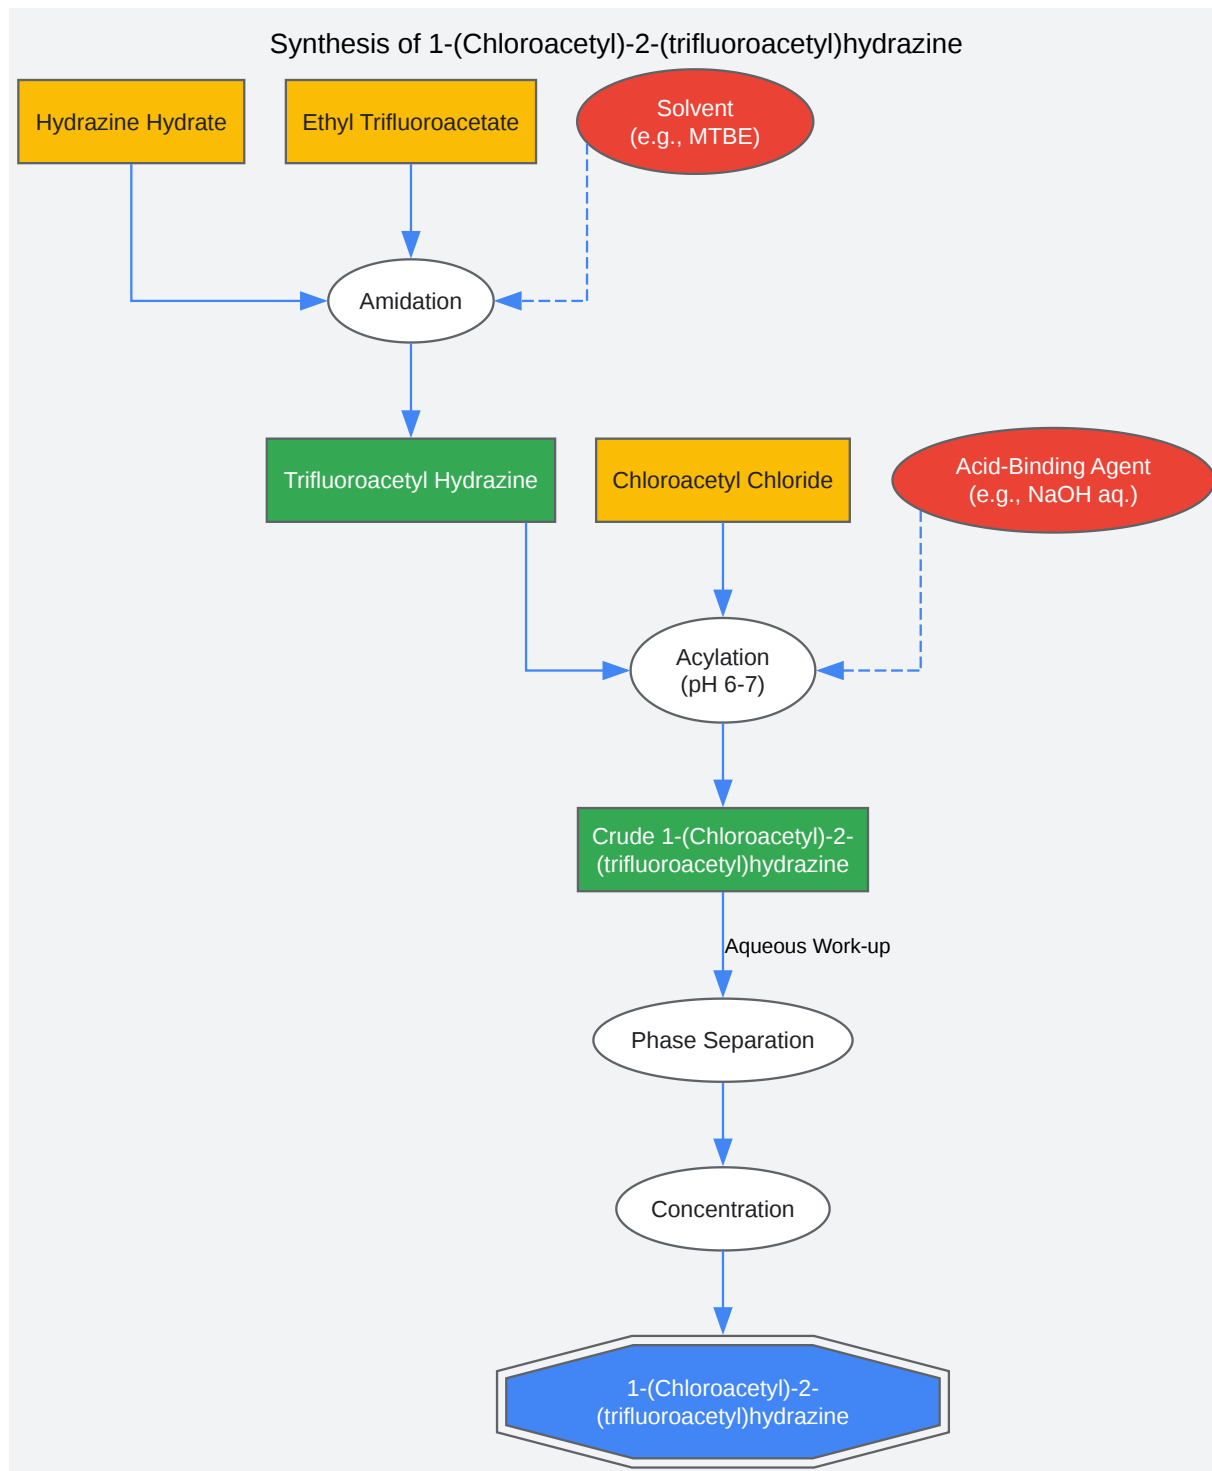 Synthesis of 1-(Chloroacetyl)-2-(trifluoroacetyl)hydrazine
Hydrazine Hydrate
Ethyl Trifluoroacetate
Solvent
(e.g., MTBE)
Amidation
Trifluoroacetyl Hydrazine
Chloroacetyl Chloride
Acid-Binding Agent
(e.g., NaOH aq.)
Acylation
(pH 6-7)
Crude 1-(Chloroacetyl)-2-
(trifluoroacetyl)hydrazine
Aqueous Work-up
Phase Separation
Concentration
1-(Chloroacetyl)-2-
(trifluoroacetyl)hydrazine